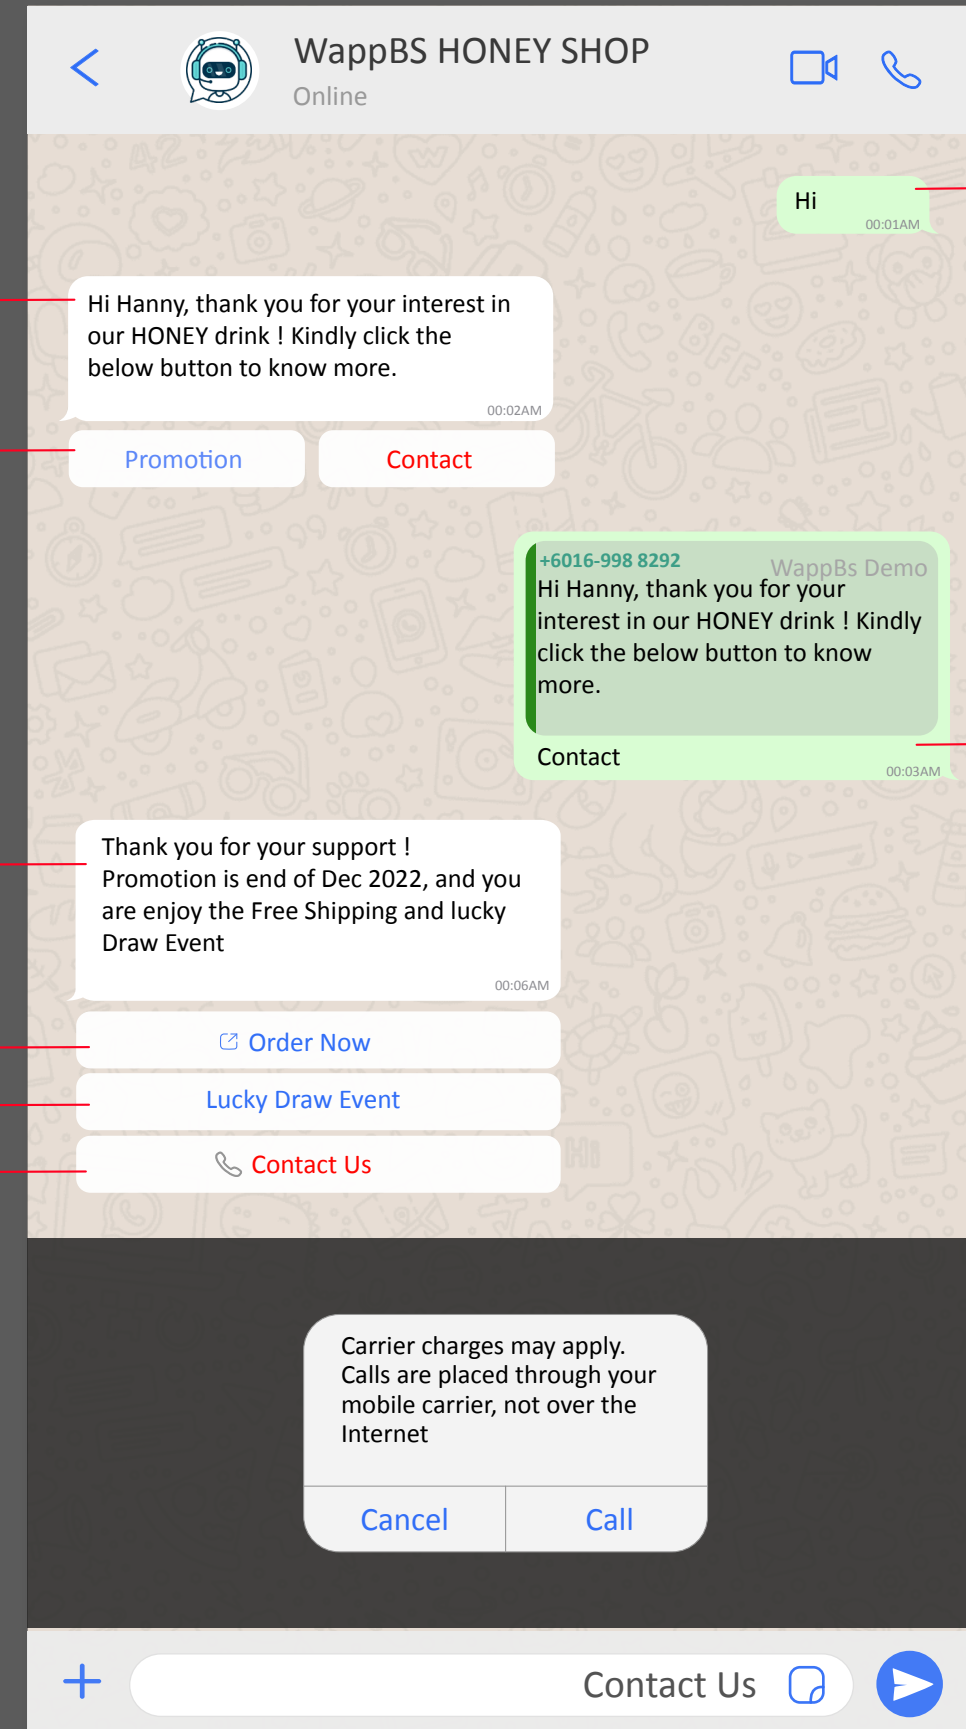 WappBS HONEY SHOP
Online
Hi
00:01AM
Hi Hanny, thank you for your interest in
our HONEY drink ! Kindly click the
below button to know more.
00:02AM
Promotion
Contact
+6016-998 8292
WappBs Demo
Hi Hanny, thank you for your
interest in our HONEY drink ! Kindly
click the below button to know
more.
Contact
00:03AM
Thank you for your support !
Promotion is end of Dec 2022, and you
are enjoy the Free Shipping and lucky
Draw Event
00:06AM
Order Now
Lucky Draw Event
Contact Us
Carrier charges may apply.
Calls are placed through your
mobile carrier, not over the
Internet
Cancel
Call
Contact Us